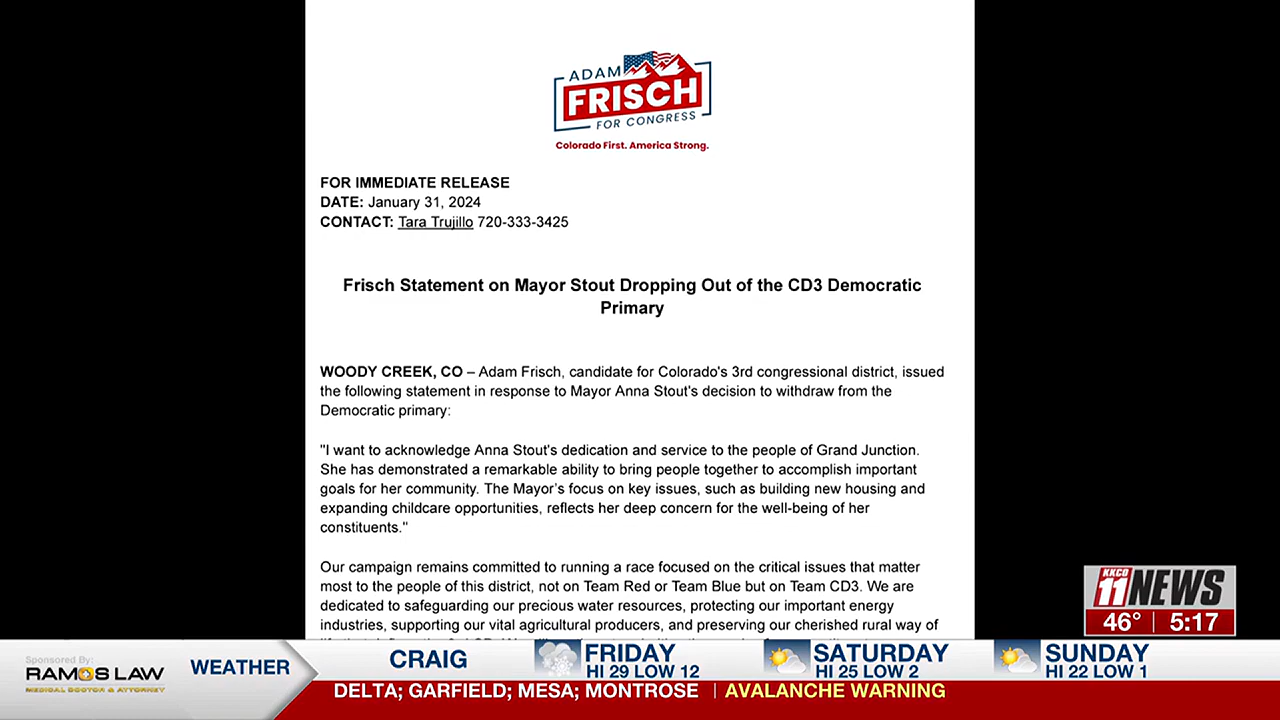 ADAM
FRISCH
FOR CONGRESS
Colorado First. America Strong.
FOR IMMEDIATE RELEASE
DATE: January 31, 2024
CONTACT: Tara Trujillo 720-333-3425
Frisch Statement on Mayor Stout Dropping Out of the CD3 Democratic
Primary
WOODY CREEK, CO – Adam Frisch, candidate for Colorado's 3rd congressional district, issued
the following statement in response to Mayor Anna Stout's decision to withdraw from the
Democratic primary:
"I want to acknowledge Anna Stout's dedication and service to the people of Grand Junction.
She has demonstrated a remarkable ability to bring people together to accomplish important
goals for her community. The Mayor's focus on key issues, such as building new housing and
expanding childcare opportunities, reflects her deep concern for the well-being of her
constituents."
Our campaign remains committed to running a race focused on the critical issues that matter
most to the people of this district, not on Team Red or Team Blue but on Team CD3. We are
dedicated to safeguarding our precious water resources, protecting our important energy
industries, supporting our vital agricultural producers, and preserving our cherished rural way of
KKCO
11 NEWS
46° | 5:17
Sponsored By:
RAMOS LAW
MEDICAL DOCTOR & ATTORNEY
WEATHER
CRAIG
FRIDAY
HI 29 LOW 12
SATURDAY
HI 25 LOW 2
SUNDAY
HI 22 LOW 1
DELTA; GARFIELD; MESA; MONTROSE | AVALANCHE WARNING